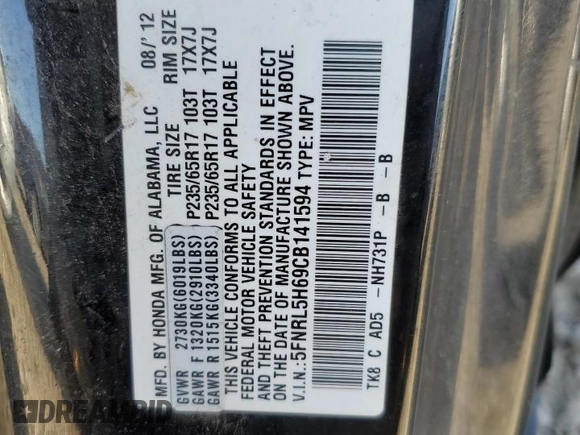 MFD. BY HONDA MFG. OF ALABAMA, LLC 08/'12
TIRE SIZE RIM SIZE
GVWR 2730KG(6019LBS)
GAWR F 1320KG(2910LBS) P235/65R17 103T 17X7J
GAWR R 1515KG(3340LBS) P235/65R17 103T 17X7J
THIS VEHICLE CONFORMS TO ALL APPLICABLE
FEDERAL MOTOR VEHICLE SAFETY
AND THEFT PREVENTION STANDARDS IN EFFECT
ON THE DATE OF MANUFACTURE SHOWN ABOVE.
V.I.N.:5FNRL5H69CB141594 TYPE: MPV
TK8 C AD5 -NH731P -B -B
DREAMBID